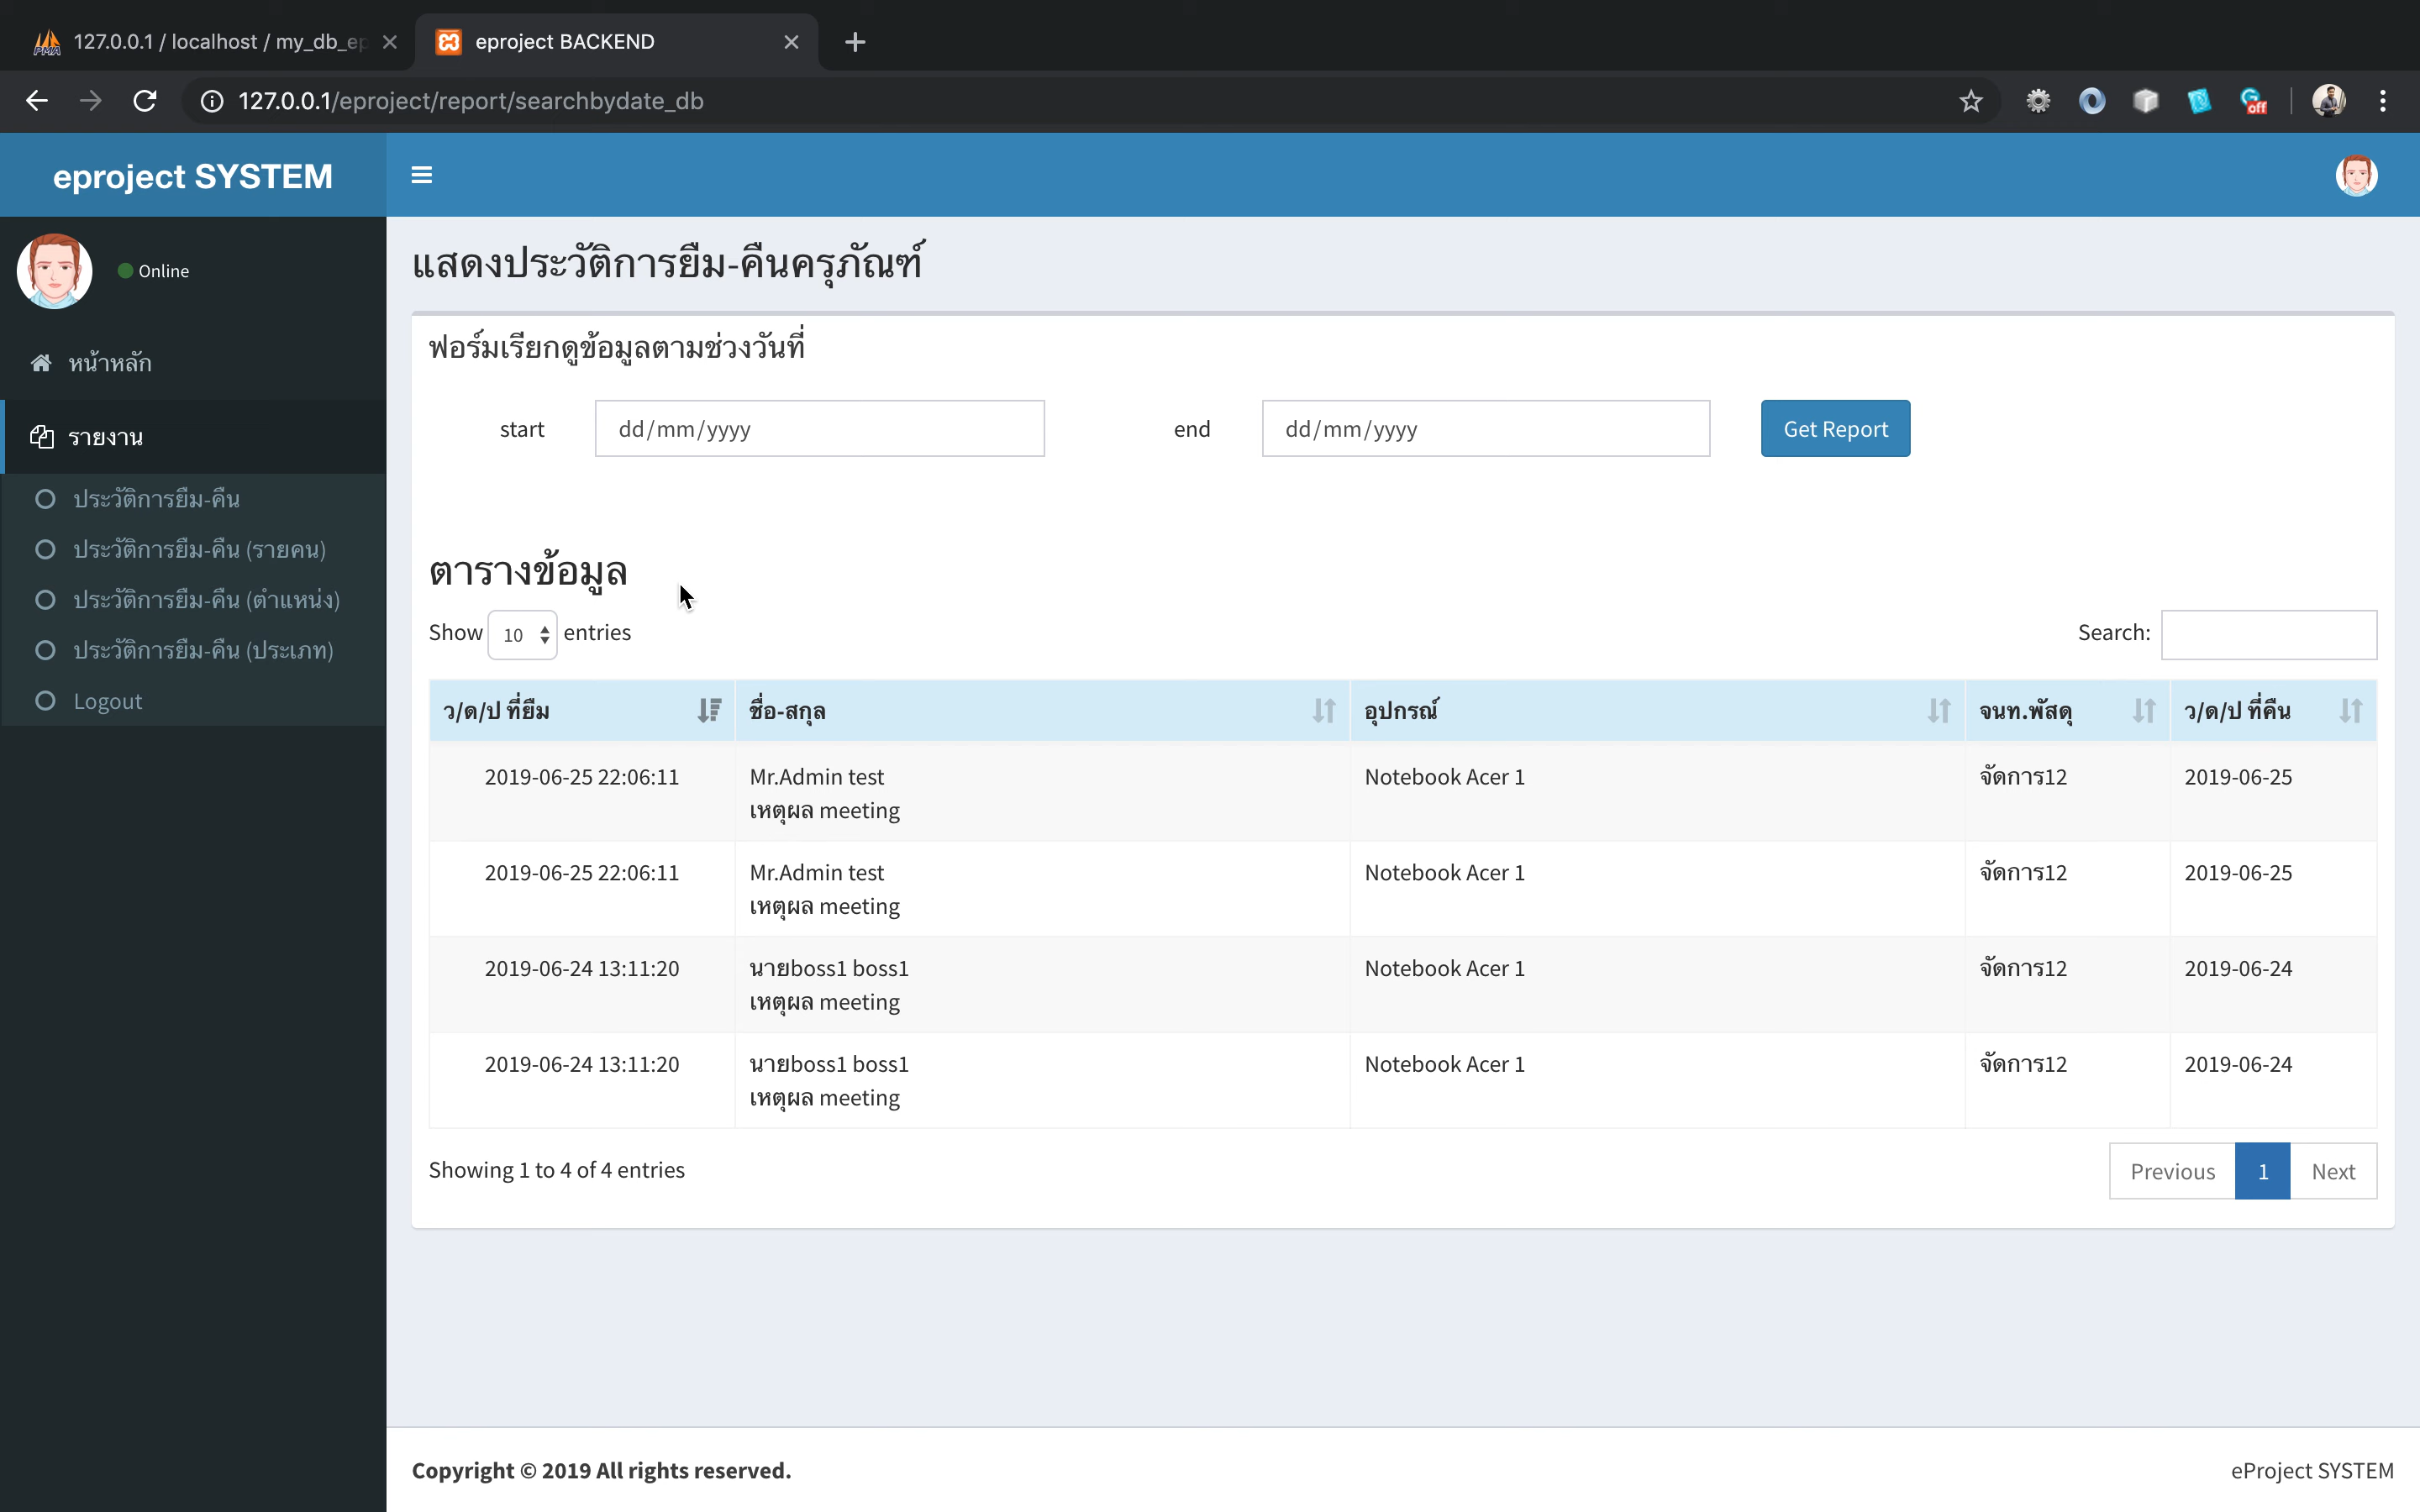 127.0.0.1 / localhost / my_db_ep
eproject BACKEND
127.0.0.1/eproject/report/searchbydate_db
off
eproject SYSTEM
Online
หน้าหลัก
รายงาน
ประวัติการยืม-คืน
ประวัติการยืม-คืน (รายคน)
ประวัติการยืม-คืน (ตำแหน่ง)
ประวัติการยืม-คืน (ประเภท)
Logout
แสดงประวัติการยืม-คืนครุภัณฑ์
ฟอร์มเรียกดูข้อมูลตามช่วงวันที่
start dd/mm/yyyy end dd/mm/yyyy Get Report
ตารางข้อมูล
Show 10 entries Search:
ว/ด/ป ที่ยืม ชื่อ-สกุล อุปกรณ์ จนท.พัสดุ ว/ด/ป ที่คืน
2019-06-25 22:06:11 Mr.Admin test Notebook Acer 1 จัดการ12 2019-06-25
เหตุผล meeting
2019-06-25 22:06:11 Mr.Admin test Notebook Acer 1 จัดการ12 2019-06-25
เหตุผล meeting
2019-06-24 13:11:20 นายboss1 boss1 Notebook Acer 1 จัดการ12 2019-06-24
เหตุผล meeting
2019-06-24 13:11:20 นายboss1 boss1 Notebook Acer 1 จัดการ12 2019-06-24
เหตุผล meeting
Showing 1 to 4 of 4 entries Previous 1 Next
Copyright © 2019 All rights reserved. eProject SYSTEM